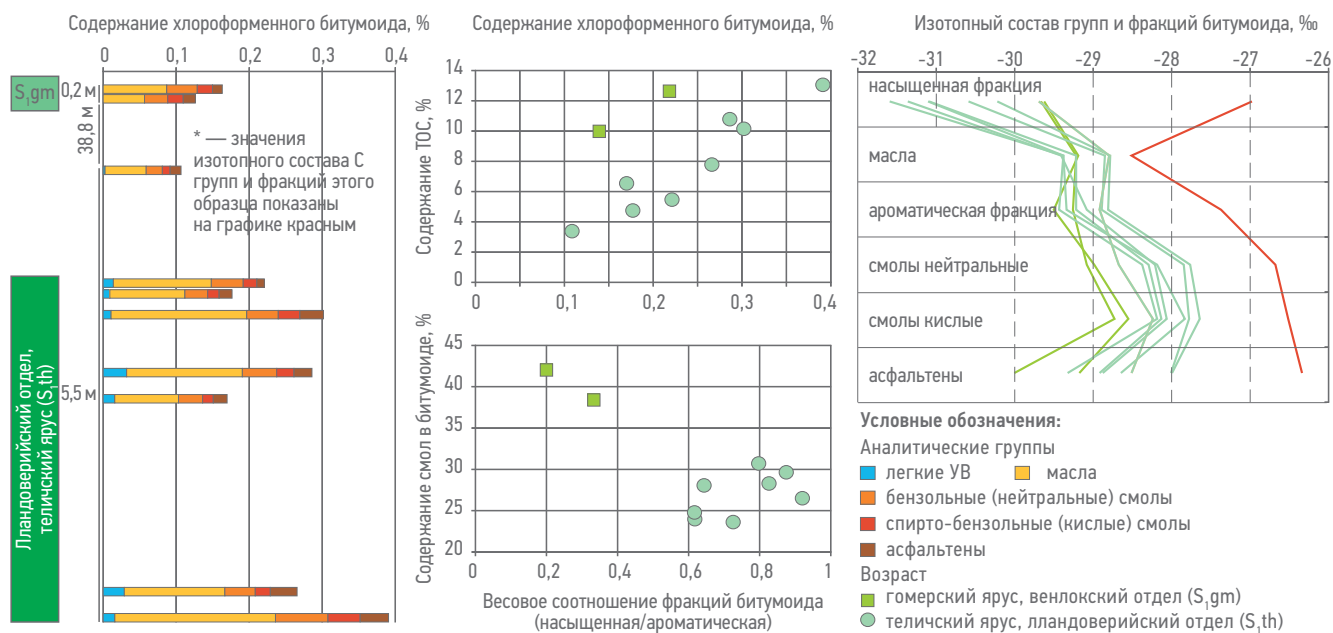 Содержание хлороформенного битумоида, %
0 0,1 0,2 0,3 0,4
S₁gm
0,2 м
38,8 м
* — значения
изотопного состава С
групп и фракций этого
образца показаны
на графике красным
Лландоверийский отдел,
теличский ярус (S₁th)
5,5 м
Содержание хлороформенного битумоида, %
Содержание ТОС, %
14
12
10
8
6
4
2
0
0 0,1 0,2 0,3 0,4
Содержание смол в битумоиде, %
45
40
35
30
25
20
0 0,2 0,4 0,6 0,8 1
Весовое соотношение фракций битумоида
(насыщенная/ароматическая)
Изотопный состав групп и фракций битумоида, ‰
-32 -31 -30 -29 -28 -27 -26
насыщенная фракция
масла
ароматическая фракция
смолы нейтральные
смолы кислые
асфальтены
Условные обозначения:
Аналитические группы
легкие УВ масла
бензольные (нейтральные) смолы
спирто-бензольные (кислые) смолы
асфальтены
Возраст
гомерский ярус, венлокский отдел (S₁gm)
теличский ярус, лландоверийский отдел (S₁th)